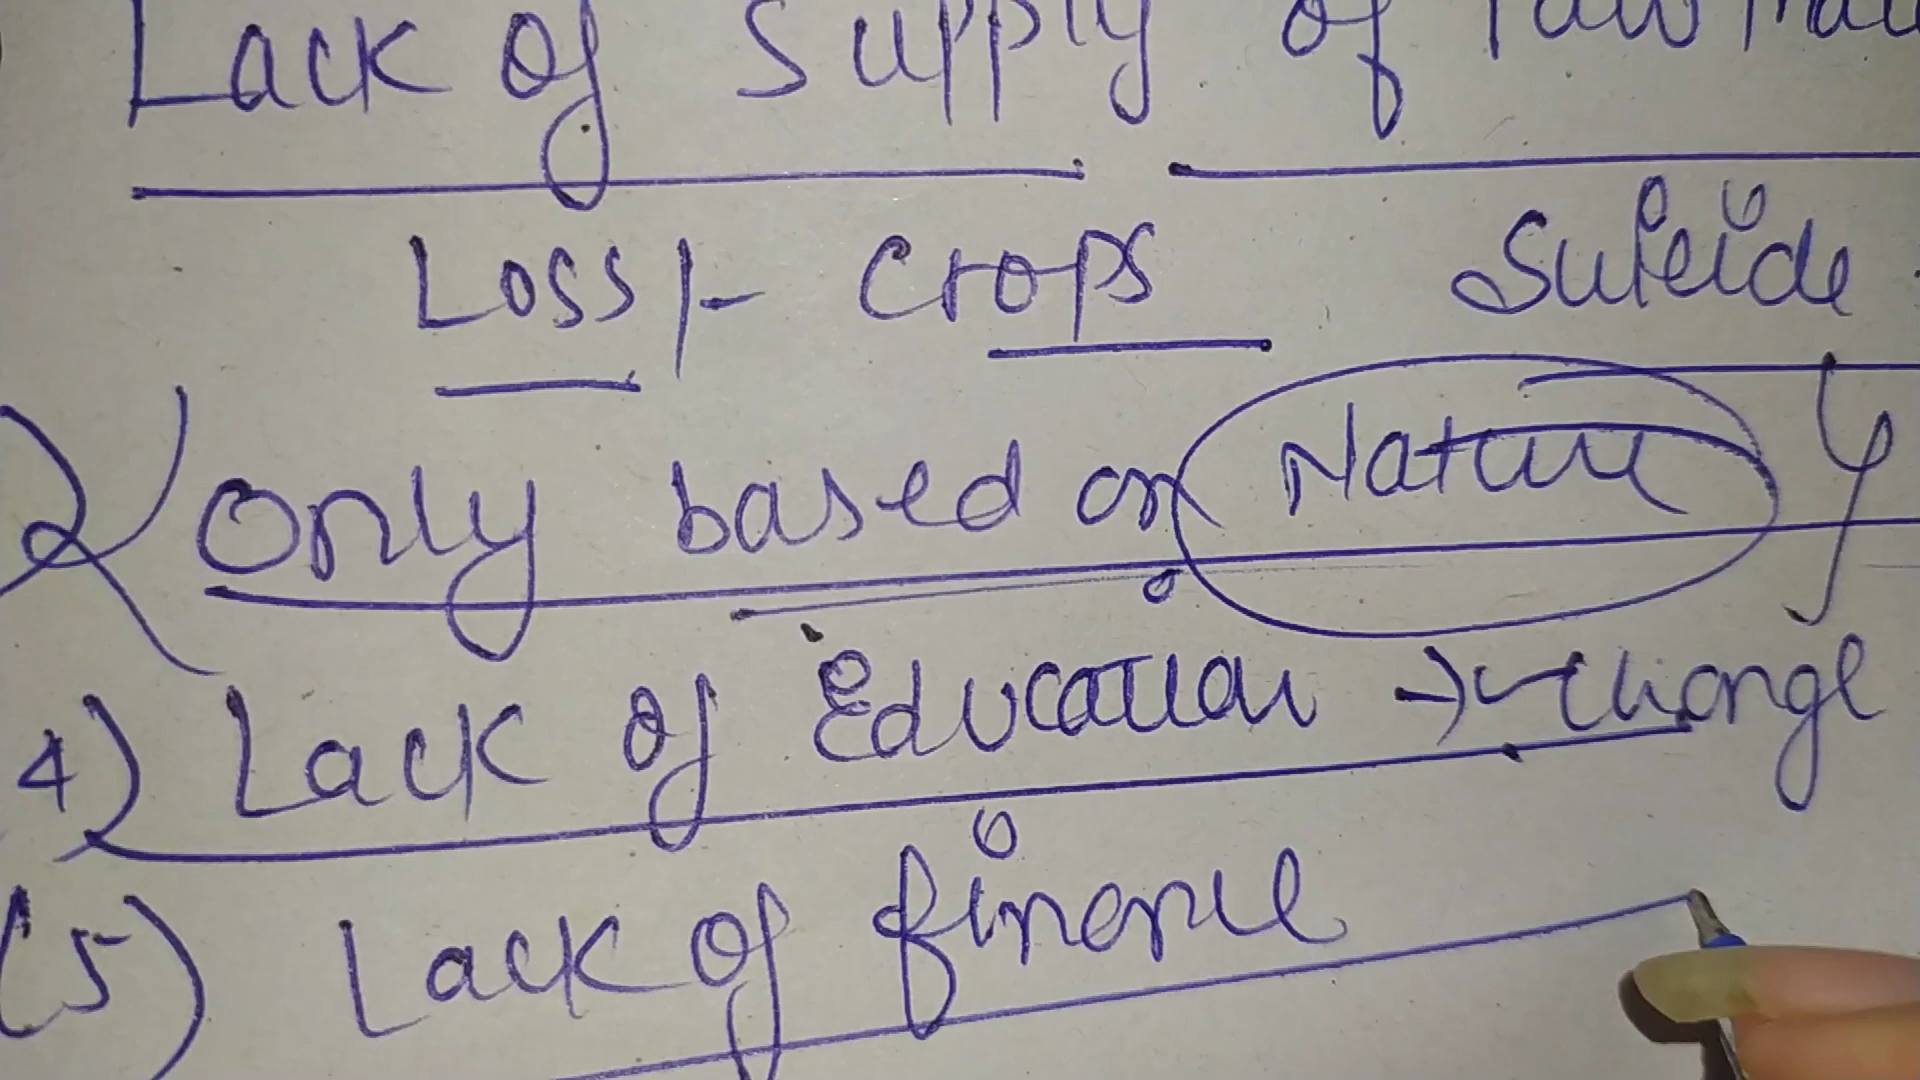 Lack of Supply of raw
Loss/- Crops Suicide
Only based on Nature
4) Lack of Education → change
(5) Lack of finance